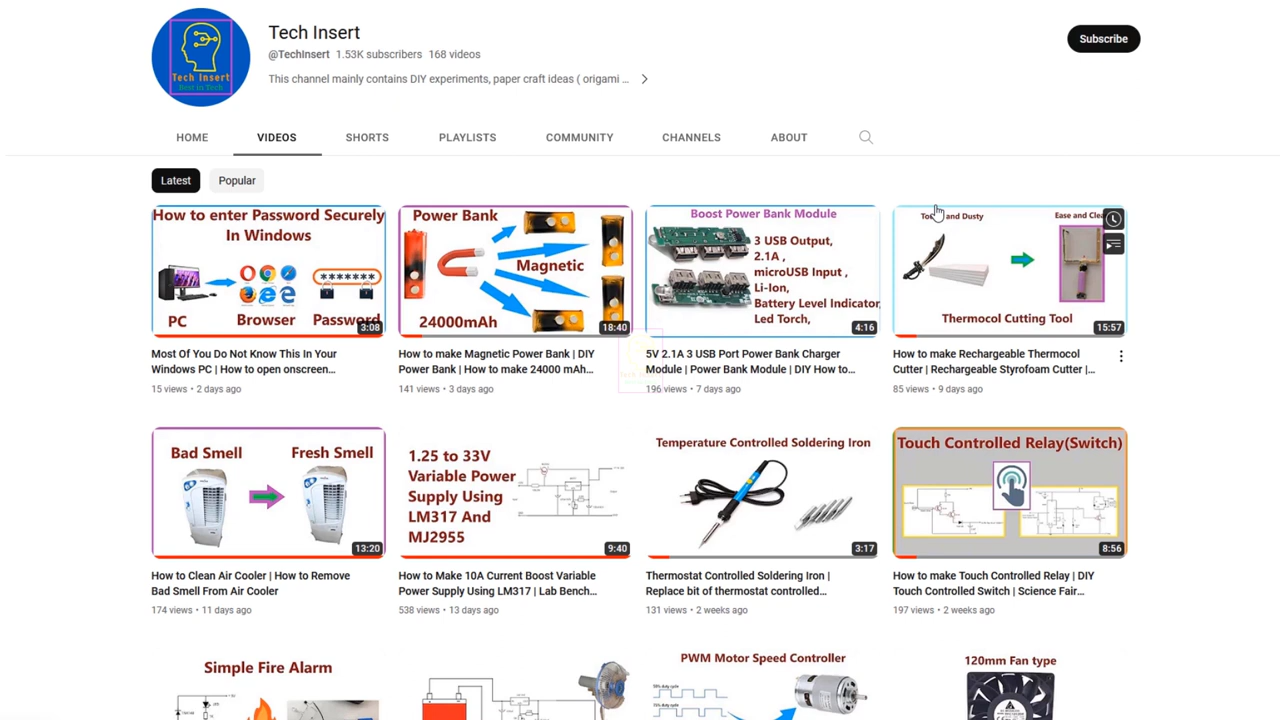 Tech Insert
Best in Tech
Tech Insert
@TechInsert 1.53K subscribers 168 videos
This channel mainly contains DIY experiments, paper craft ideas ( origami ...
Subscribe
HOME VIDEOS SHORTS PLAYLISTS COMMUNITY CHANNELS ABOUT
Latest Popular
How to enter Password Securely
In Windows
PC Browser Password
3:08
Most Of You Do Not Know This In Your
Windows PC | How to open onscreen...
15 views • 2 days ago
Power Bank
Magnetic
24000mAh
18:40
How to make Magnetic Power Bank | DIY
Power Bank | How to make 24000 mAh...
141 views • 3 days ago
Boost Power Bank Module
3 USB Output,
2.1A ,
microUSB Input ,
Li-Ion,
Battery Level Indicator,
Led Torch,
4:16
5V 2.1A 3 USB Port Power Bank Charger
Module | Power Bank Module | DIY How to...
196 views • 7 days ago
and Dusty
Ease and Clea
Thermocol Cutting Tool
15:57
How to make Rechargeable Thermocol
Cutter | Rechargeable Styrofoam Cutter |...
85 views • 9 days ago
Bad Smell Fresh Smell
13:20
How to Clean Air Cooler | How to Remove
Bad Smell From Air Cooler
174 views • 11 days ago
1.25 to 33V
Variable Power
Supply Using
LM317 And
MJ2955
9:40
How to Make 10A Current Boost Variable
Power Supply Using LM317 | Lab Bench...
538 views • 13 days ago
Temperature Controlled Soldering Iron
3:17
Thermostat Controlled Soldering Iron |
Replace bit of thermostat controlled...
131 views • 2 weeks ago
Touch Controlled Relay(Switch)
8:56
How to make Touch Controlled Relay | DIY
Touch Controlled Switch | Science Fair...
197 views • 2 weeks ago
Simple Fire Alarm
PWM Motor Speed Controller
120mm Fan type